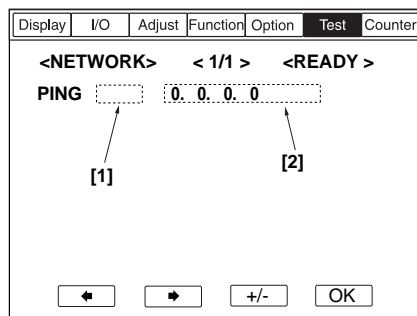 Display I/O Adjust Function Option Test Counter
<NETWORK> < 1/1 > <READY >
PING 0. 0. 0. 0
[1] [2]
+/- OK